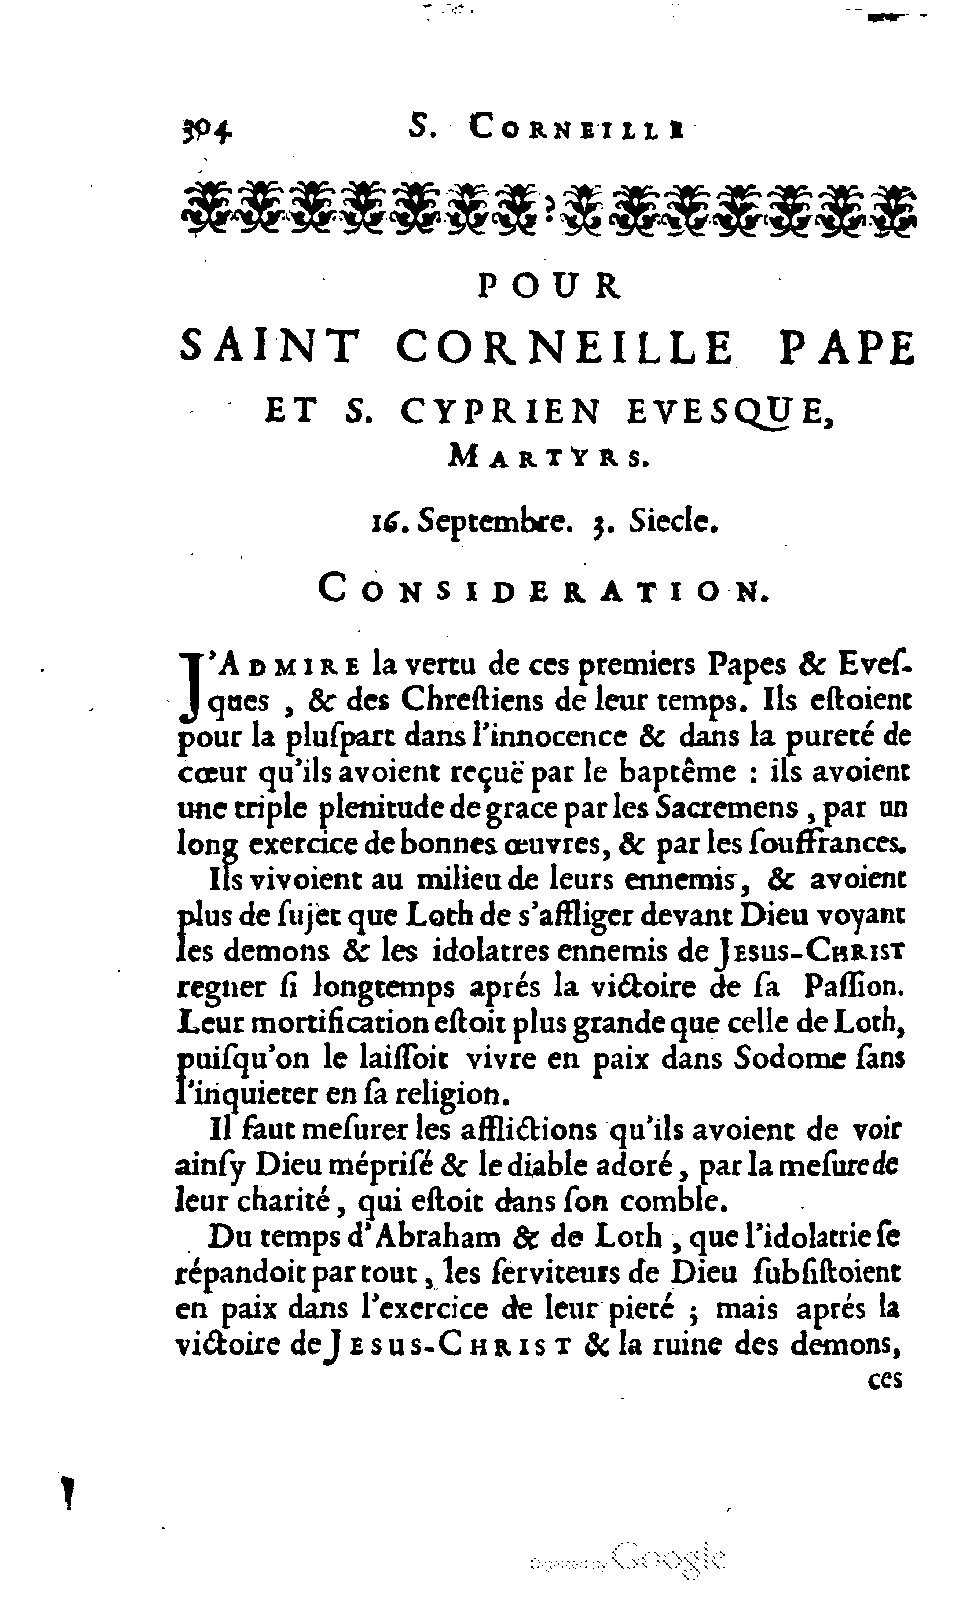 304 S. CORNEILLE
POUR
SAINT CORNEILLE PAPE
ET S. CYPRIEN EVESQUE,
MARTYRS.
16. Septembre. 3. Siecle.
CONSIDERATION.
J'ADMIRE la vertu de ces premiers Papes & Eveſ-
ques , & des Chreſtiens de leur temps. Ils eſtoient
pour la pluſpart dans l'innocence & dans la pureté de
cœur qu'ils avoient reçuë par le baptême : ils avoient
une triple plenitude de grace par les Sacremens , par un
long exercice de bonnes œuvres, & par les ſouffrances.
Ils vivoient au milieu de leurs ennemis, & avoient
plus de ſujet que Loth de s'affliger devant Dieu voyant
les demons & les idolatres ennemis de JESUS-CHRIST
regner ſi longtemps aprés la victoire de ſa Paſſion.
Leur mortification eſtoit plus grande que celle de Loth,
puiſqu'on le laiſſoit vivre en paix dans Sodome ſans
l'inquieter en ſa religion.
Il faut meſurer les afflictions qu'ils avoient de voir
ainſy Dieu mépriſé & le diable adoré, par la meſure de
leur charité, qui eſtoit dans ſon comble.
Du temps d'Abraham & de Loth , que l'idolatrie ſe
répandoit par tout, les ſerviteurs de Dieu ſubſiſtoient
en paix dans l'exercice de leur pieté ; mais aprés la
victoire de JESUS-CHRIST & la ruine des demons,
ces
Digitized by Google